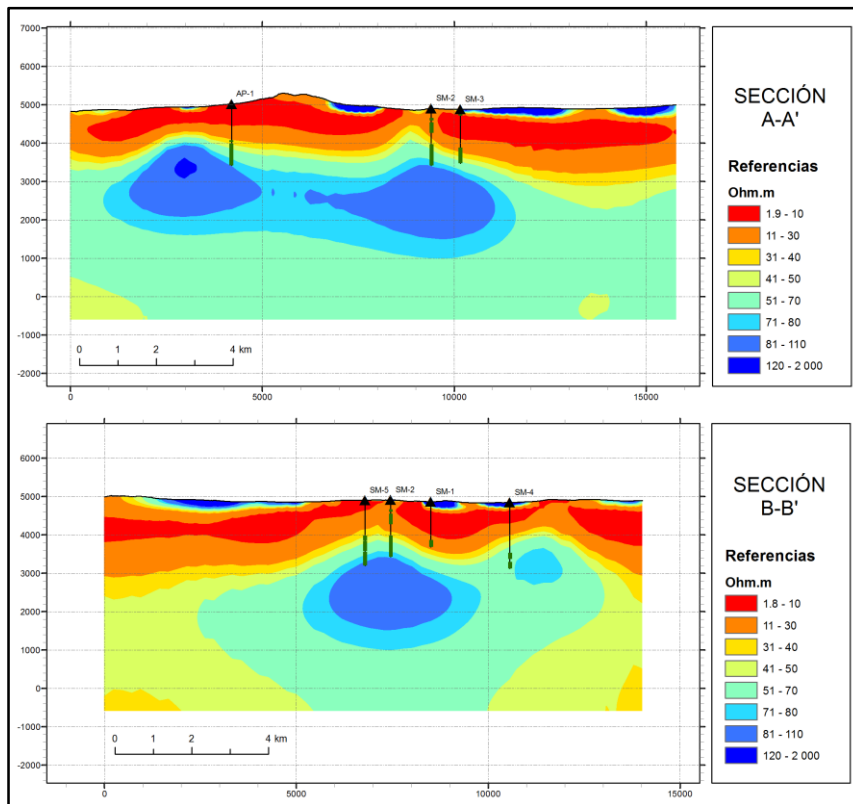 7000
6000
5000
4000
3000
2000
1000
0
-1000
-2000
AP-1
SM-2
SM-3
0 1 2 4 km
0 5000 10000 15000
SECCIÓN
A-A'
Referencias
Ohm.m
1.9 - 10
11 - 30
31 - 40
41 - 50
51 - 70
71 - 80
81 - 110
120 - 2 000
6000
5000
4000
3000
2000
1000
0
-1000
-2000
SM-5
SM-2
SM-1
SM-4
0 1 2 4 km
0 5000 10000 15000
SECCIÓN
B-B'
Referencias
Ohm.m
1.8 - 10
11 - 30
31 - 40
41 - 50
51 - 70
71 - 80
81 - 110
120 - 2 000